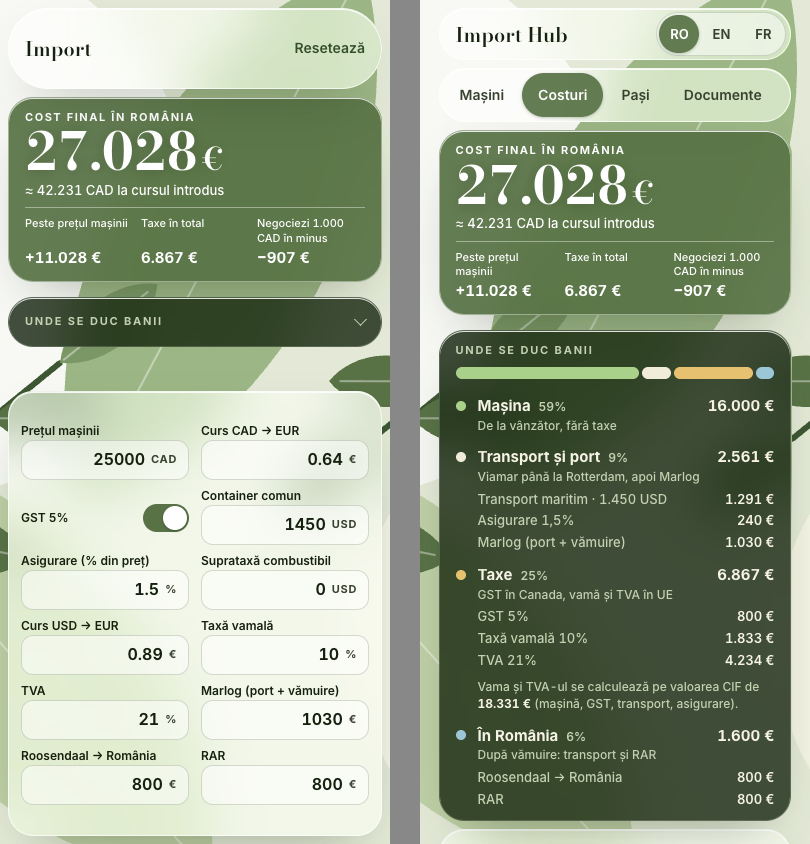 Import
Resetează
COST FINAL ÎN ROMÂNIA
27.028 €
≈ 42.231 CAD la cursul introdus
Peste prețul mașinii
+11.028 €
Taxe în total
6.867 €
Negociezi 1.000
CAD în minus
−907 €
UNDE SE DUC BANII
Prețul mașinii
25000 CAD
Curs CAD → EUR
0.64 €
GST 5%
Container comun
1450 USD
Asigurare (% din preț)
1.5 %
Suprataxă combustibil
0 USD
Curs USD → EUR
0.89 €
Taxă vamală
10 %
TVA
21 %
Marlog (port + vămuire)
1030 €
Roosendaal → România
800 €
RAR
800 €
Import Hub
RO EN FR
Mașini Costuri Pași Documente
COST FINAL ÎN ROMÂNIA
27.028 €
≈ 42.231 CAD la cursul introdus
Peste prețul
mașinii
+11.028 €
Taxe în total
6.867 €
Negociezi 1.000
CAD în minus
−907 €
UNDE SE DUC BANII
Mașina 59% 16.000 €
De la vânzător, fără taxe
Transport și port 9% 2.561 €
Viamar până la Rotterdam, apoi Marlog
Transport maritim · 1.450 USD 1.291 €
Asigurare 1,5% 240 €
Marlog (port + vămuire) 1.030 €
Taxe 25% 6.867 €
GST în Canada, vamă și TVA în UE
GST 5% 800 €
Taxă vamală 10% 1.833 €
TVA 21% 4.234 €
Vama și TVA-ul se calculează pe valoarea CIF de
18.331 € (mașină, GST, transport, asigurare).
În România 6% 1.600 €
După vămuire: transport și RAR
Roosendaal → România 800 €
RAR 800 €